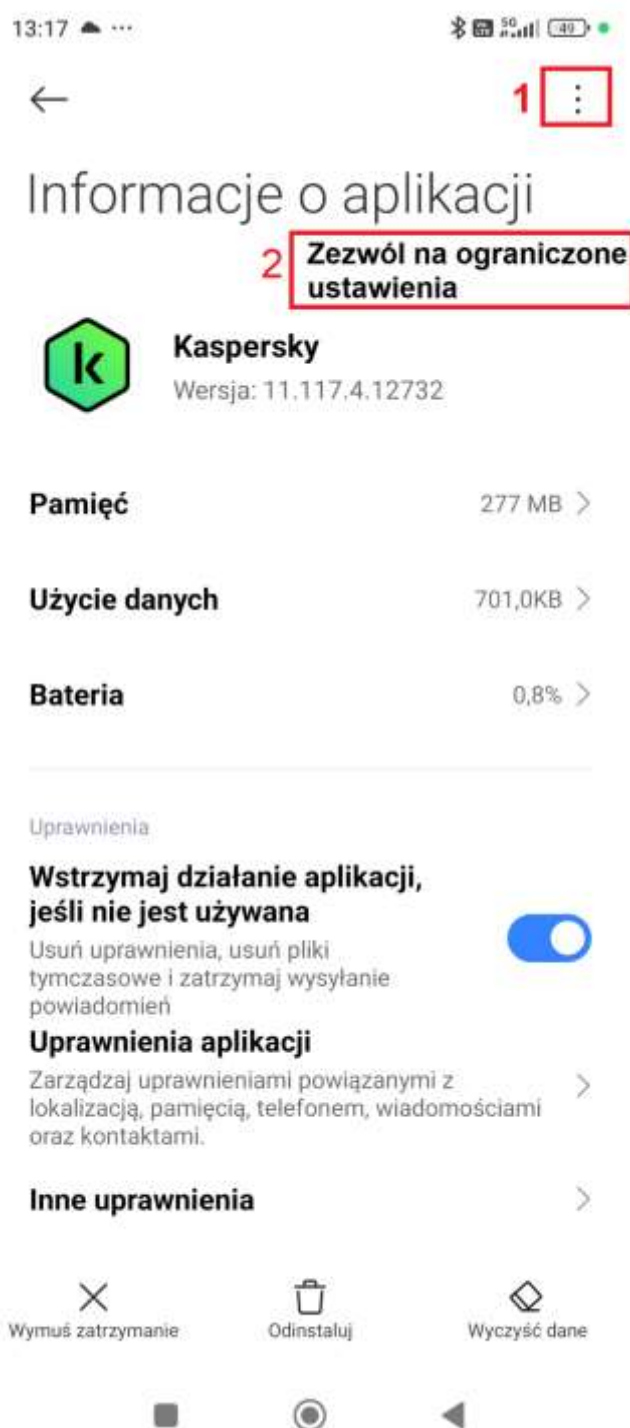 13:17 ...
5G 49
1
Informacje o aplikacji
2 Zezwól na ograniczone
ustawienia
Kaspersky
Wersja: 11.117.4.12732
Pamięć 277 MB
Użycie danych 701,0KB
Bateria 0,8%
Uprawnienia
Wstrzymaj działanie aplikacji,
jeśli nie jest używana
Usuń uprawnienia, usuń pliki
tymczasowe i zatrzymaj wysyłanie
powiadomień
Uprawnienia aplikacji
Zarządzaj uprawnieniami powiązanymi z
lokalizacją, pamięcią, telefonem, wiadomościami
oraz kontaktami.
Inne uprawnienia
Wymuś zatrzymanie Odinstaluj Wyczyść dane